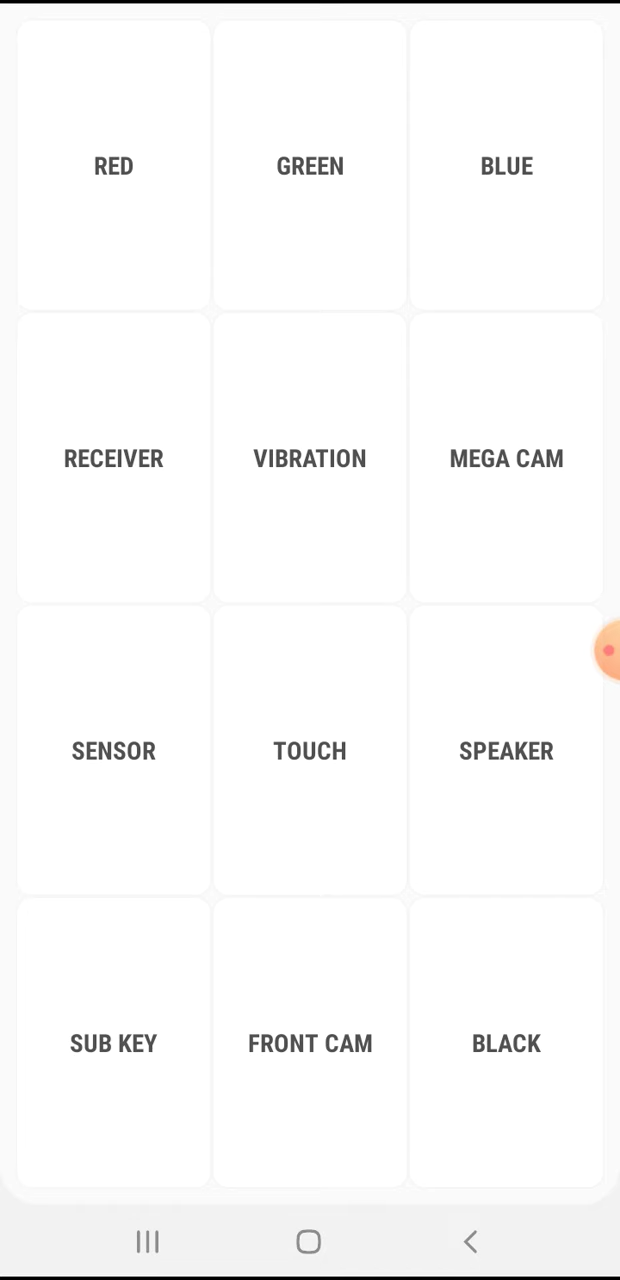 RED
GREEN
BLUE
RECEIVER
VIBRATION
MEGA CAM
SENSOR
TOUCH
SPEAKER
SUB KEY
FRONT CAM
BLACK